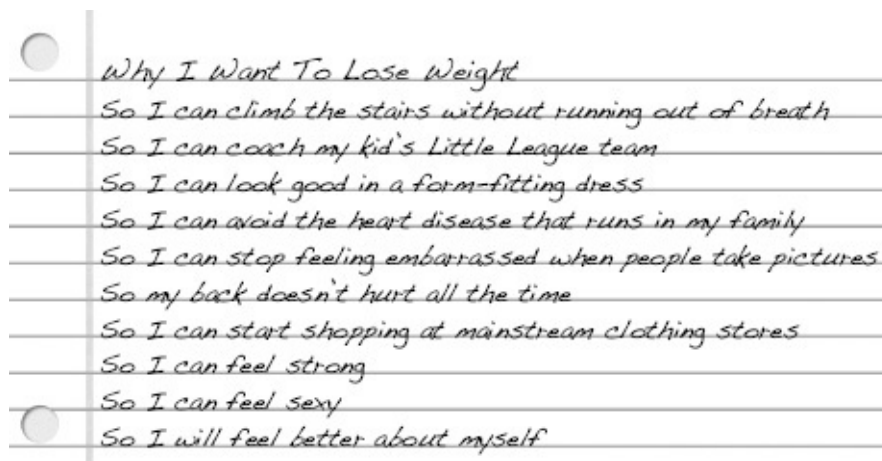 Why I Want To Lose Weight
So I can climb the stairs without running out of breath
So I can coach my kid's Little League team
So I can look good in a form-fitting dress
So I can avoid the heart disease that runs in my family
So I can stop feeling embarrassed when people take pictures
So my back doesn't hurt all the time
So I can start shopping at mainstream clothing stores
So I can feel strong
So I can feel sexy
So I will feel better about myself